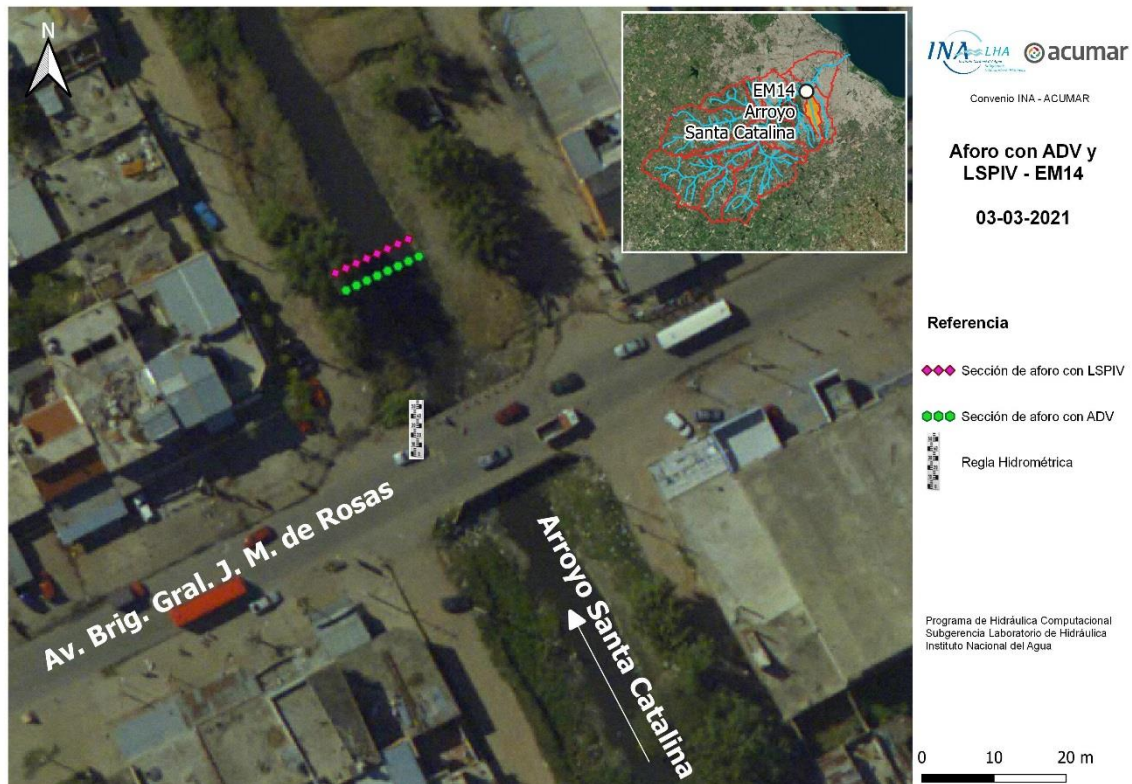 N
EM14
Arroyo
Santa Catalina
Av. Brig. Gral. J. M. de Rosas
Arroyo Santa Catalina
INA LHA
acumar
Convenio INA - ACUMAR
Aforo con ADV y
LSPIV - EM14
03-03-2021
Referencia
Sección de aforo con LSPIV
Sección de aforo con ADV
Regla Hidrométrica
Programa de Hidráulica Computacional
Subgerencia Laboratorio de Hidráulica
Instituto Nacional del Agua
0 10 20 m